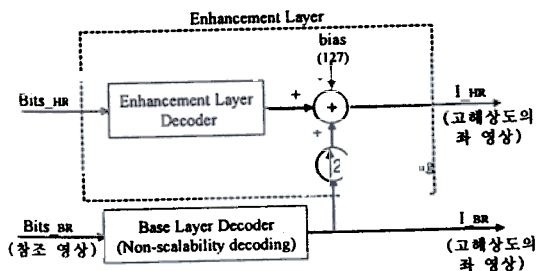 Enhancement Layer
bias
(127)
Bits_HR
Enhancement Layer
Decoder
+
-
+
+
2
I_HR
(고해상도의
좌 영상)
Bits_BR
(참조 영상)
Base Layer Decoder
(Non-scalability decoding)
I_BR
(고해상도의
좌 영상)